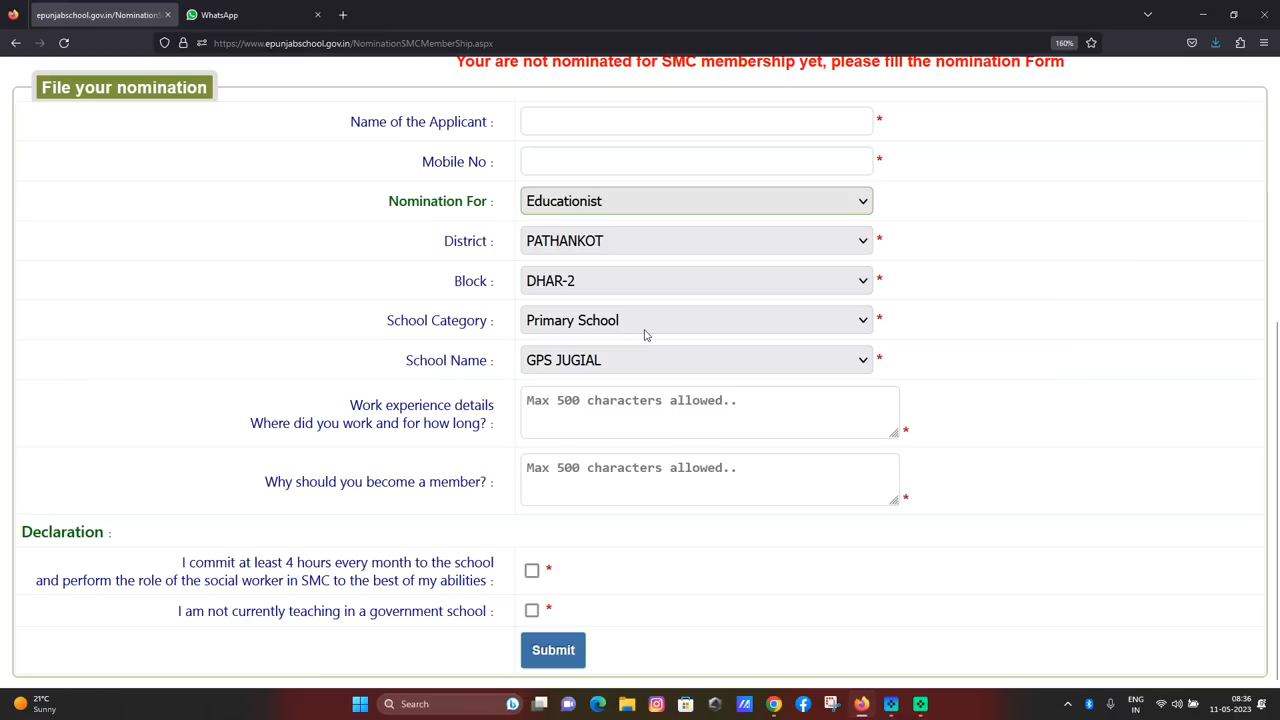 epunjabschool.gov.in/Nomination
WhatsApp
https://www.epunjabschool.gov.in/NominationSMCMemberShip.aspx
160%
Your are not nominated for SMC membership yet, please fill the nomination Form
File your nomination
Name of the Applicant : *
Mobile No : *
Nomination For : Educationist
District : PATHANKOT *
Block : DHAR-2 *
School Category : Primary School *
School Name : GPS JUGIAL *
Work experience details
Where did you work and for how long? :
Max 500 characters allowed.. *
Why should you become a member? :
Max 500 characters allowed.. *
Declaration :
I commit at least 4 hours every month to the school
and perform the role of the social worker in SMC to the best of my abilities : *
I am not currently teaching in a government school : *
Submit
21°C
Sunny
Search
ENG
IN
08:36
11-05-2023